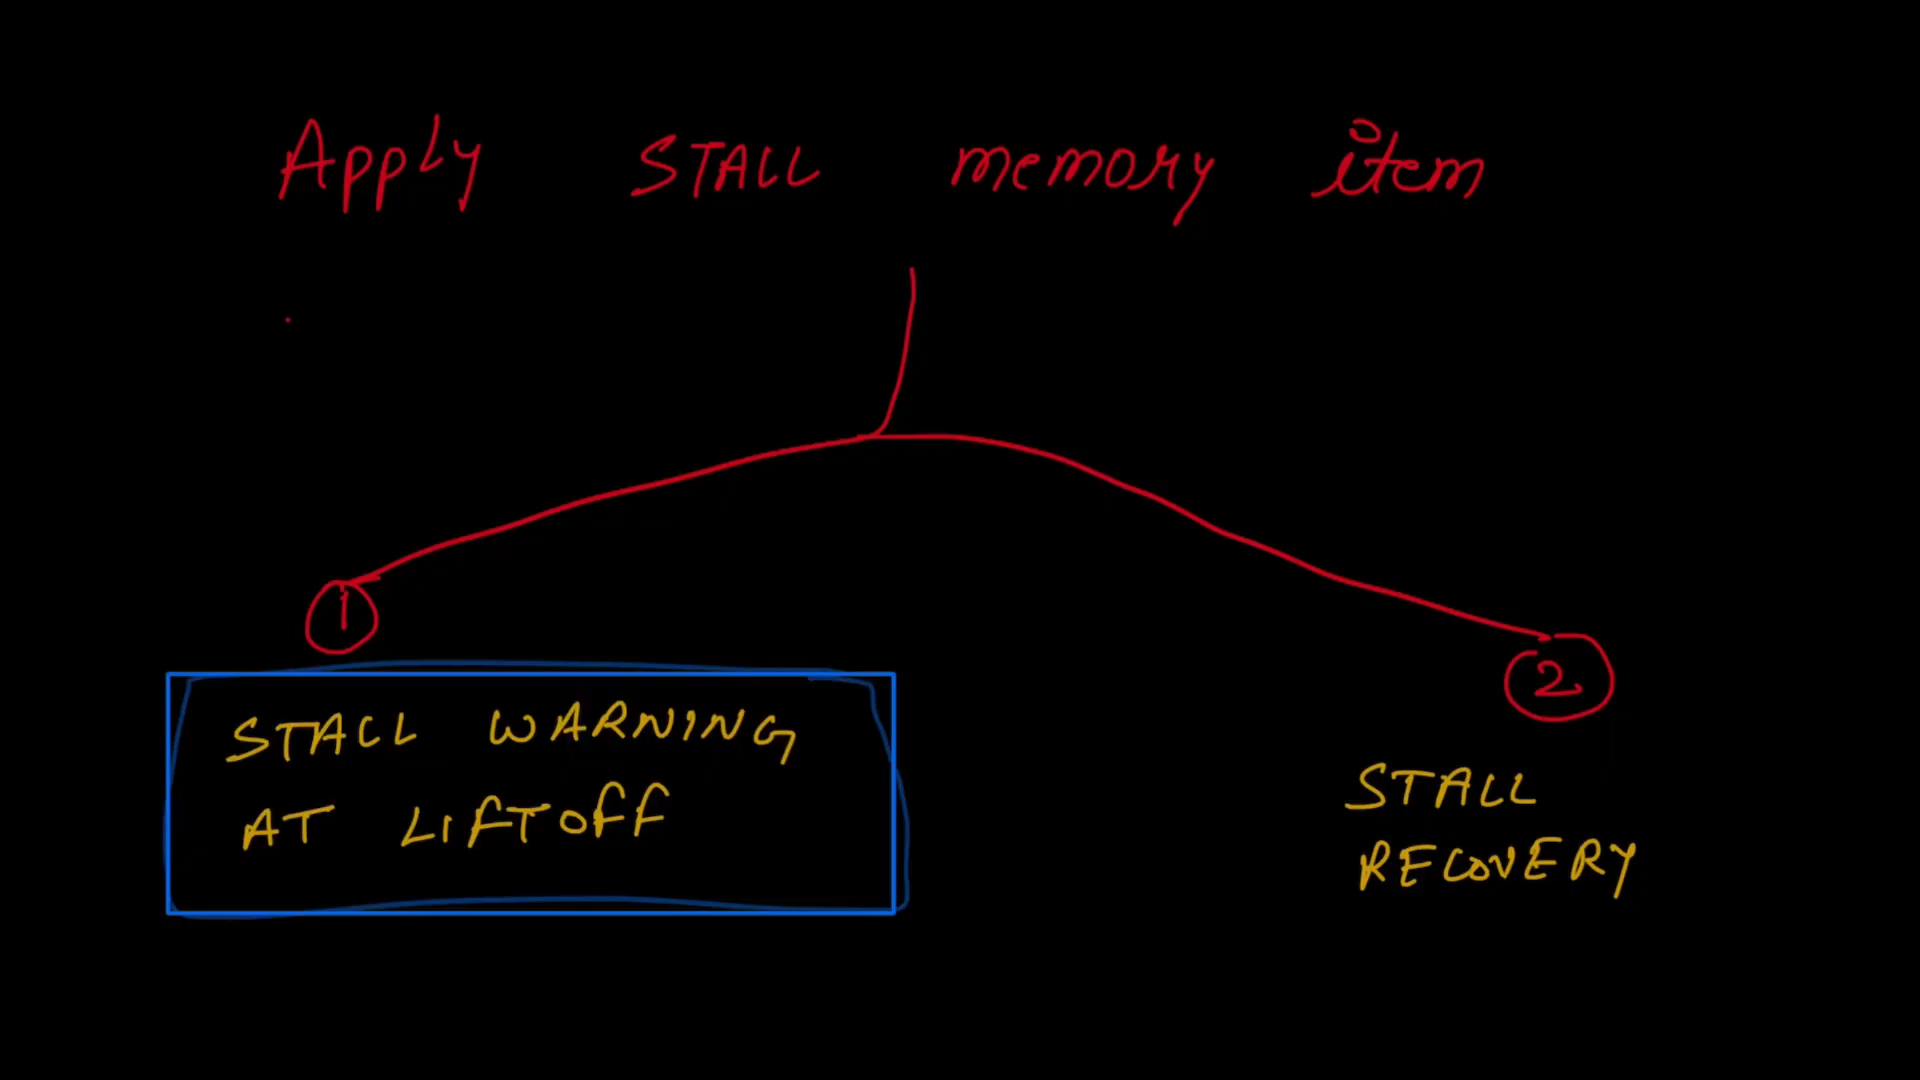 Apply STALL memory item
1
STALL WARNING
AT LIFTOFF
2
STALL
RECOVERY